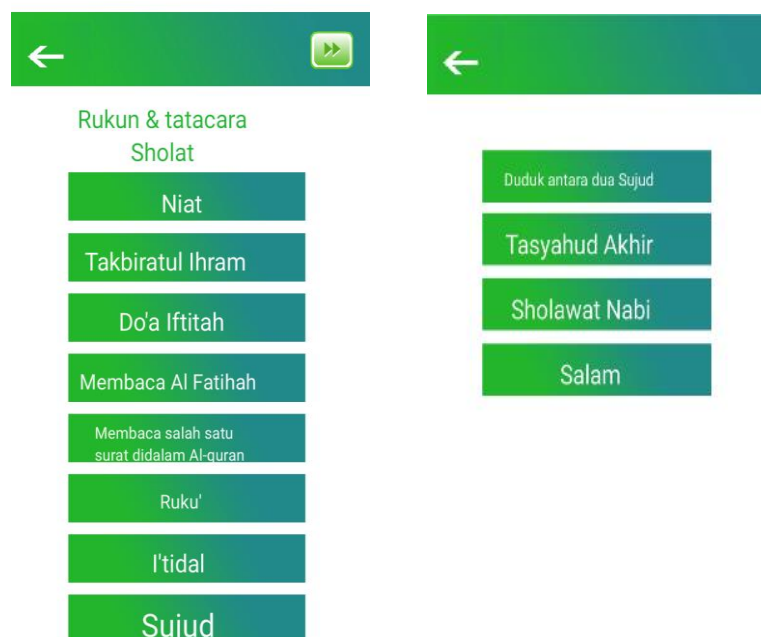 Rukun & tatacara
Sholat
Niat
Takbiratul Ihram
Do'a Iftitah
Membaca Al Fatihah
Membaca salah satu
surat didalam Al-quran
Ruku'
I'tidal
Sujud
Duduk antara dua Sujud
Tasyahud Akhir
Sholawat Nabi
Salam